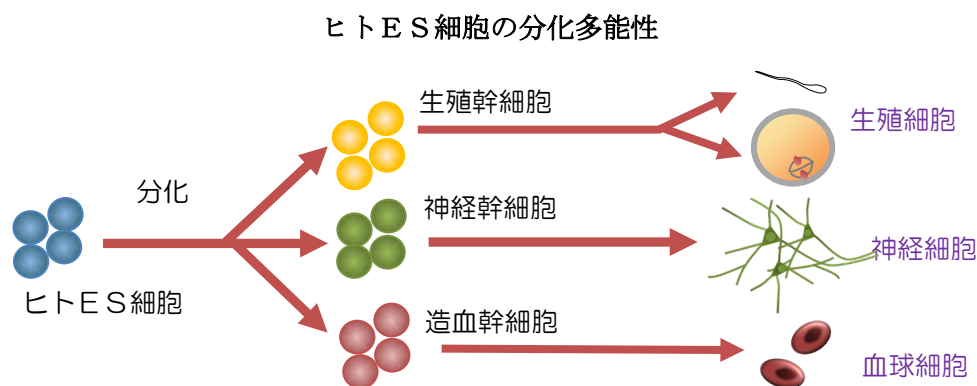 ヒトＥＳ細胞の分化多能性
生殖幹細胞
生殖細胞
分化
神経幹細胞
神経細胞
ヒトＥＳ細胞
造血幹細胞
血球細胞